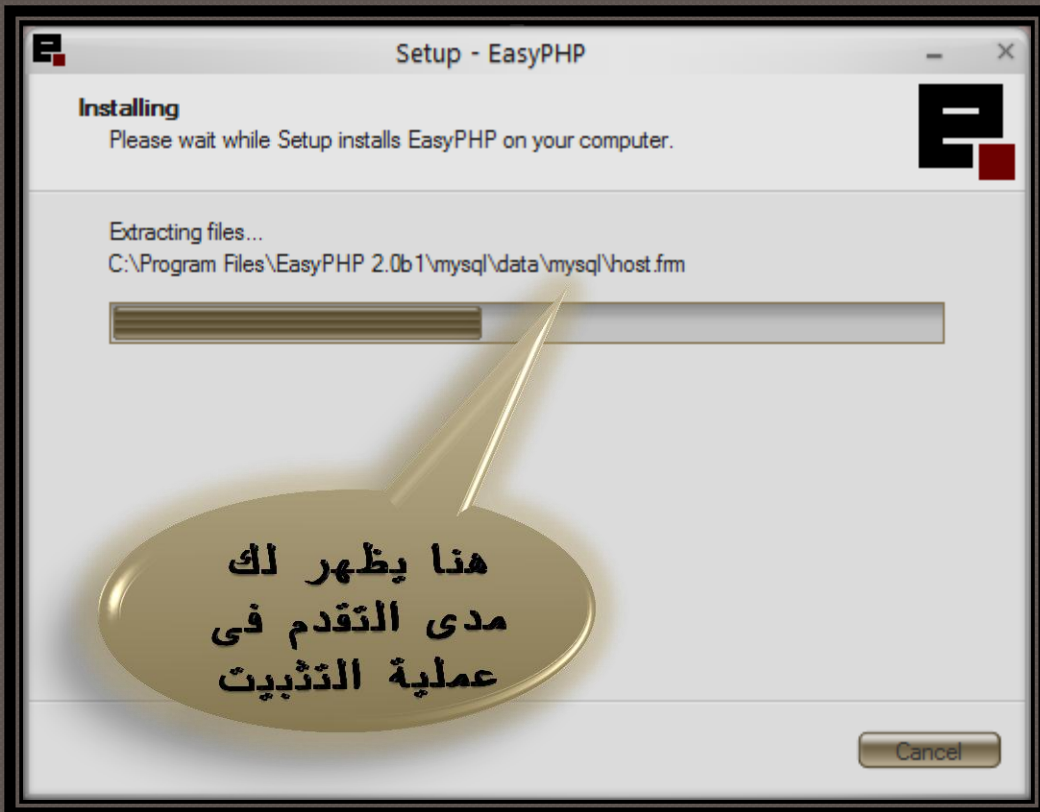 Setup - EasyPHP
Installing
Please wait while Setup installs EasyPHP on your computer.
Extracting files...
C:\Program Files\EasyPHP 2.0b1\mysql\data\mysql\host.frm
هنا يظهر لك
مدى التقدم فى
عملية التثبيت
Cancel